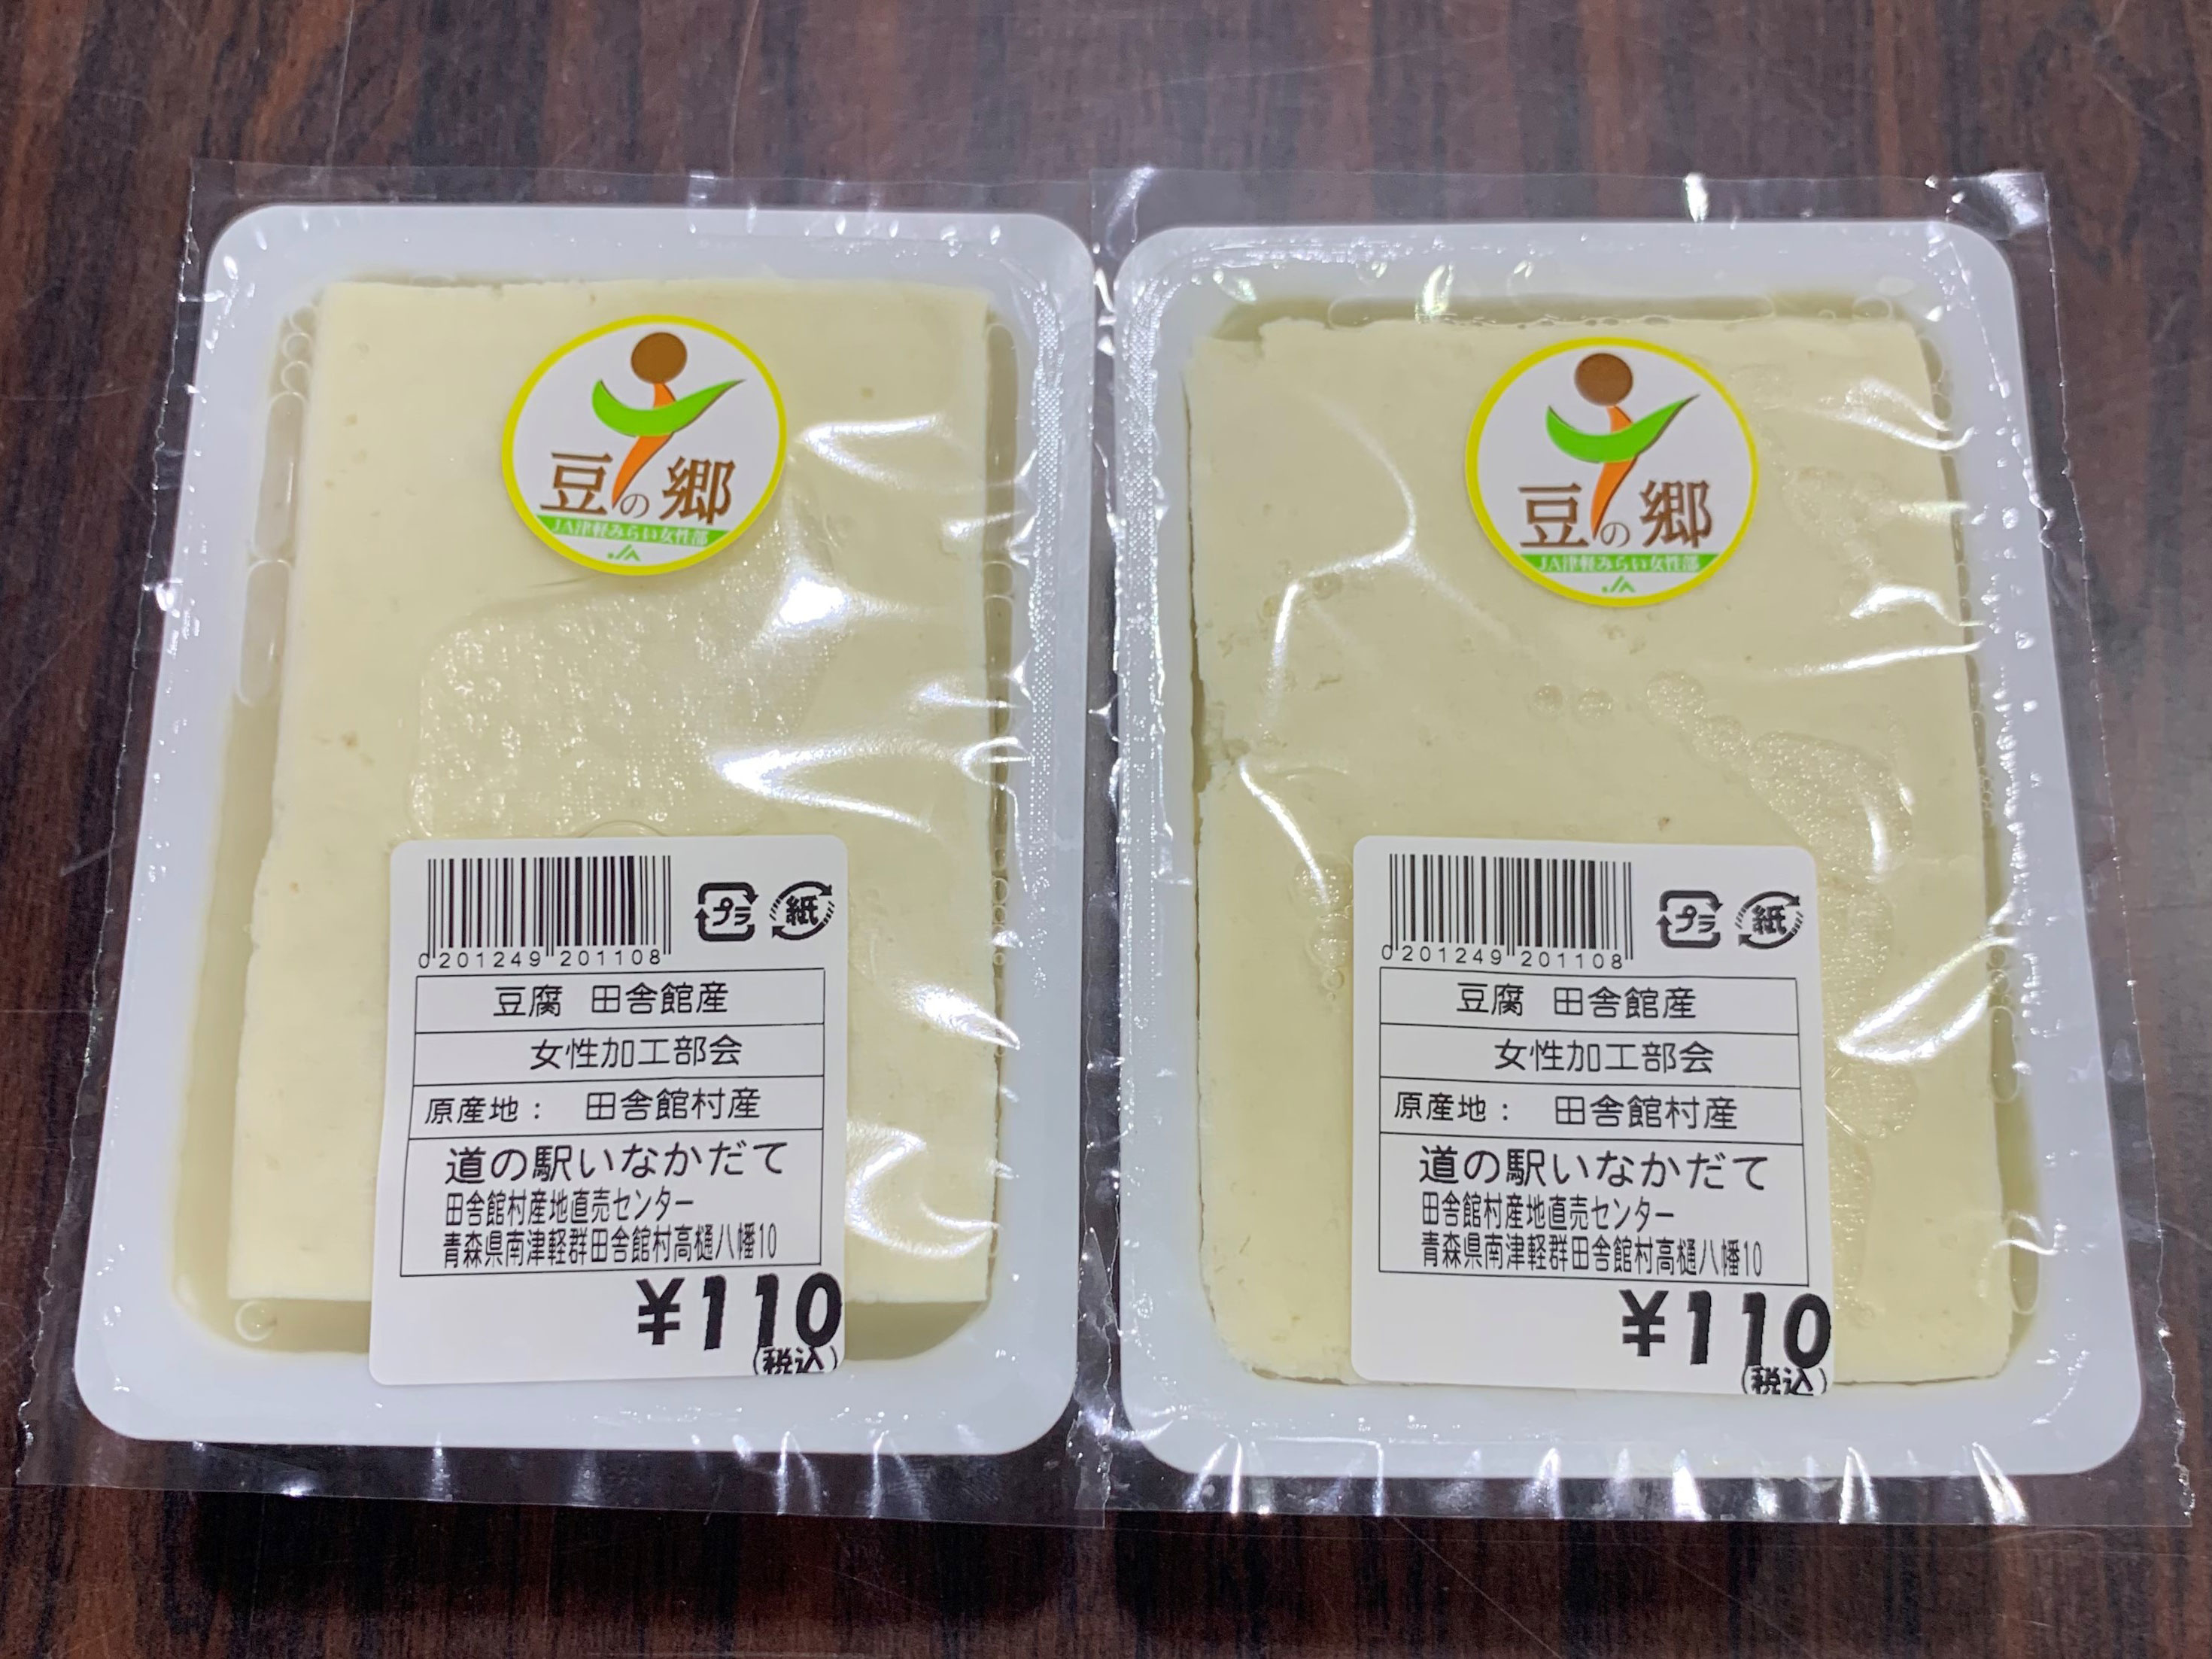 豆の郷
JA津軽みらい女性部
JA
プラ 紙
0 201249 201108
豆腐 田舎館産
女性加工部会
原産地： 田舎館村産
道の駅いなかだて
田舎館村産地直売センター
青森県南津軽群田舎館村高樋八幡10
¥110
(税込)
豆の郷
JA津軽みらい女性部
JA
プラ 紙
0 201249 201108
豆腐 田舎館産
女性加工部会
原産地： 田舎館村産
道の駅いなかだて
田舎館村産地直売センター
青森県南津軽群田舎館村高樋八幡10
¥110
(税込)